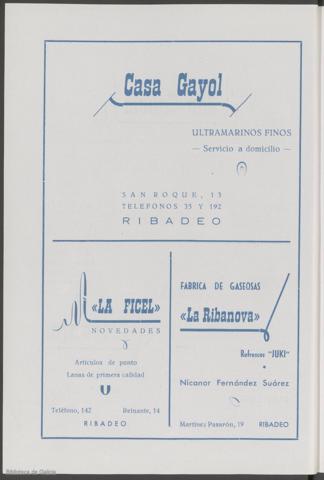 Casa Gayol
ULTRAMARINOS FINOS
— Servicio a domicilio —
SAN ROQUE, 13
TELEFONOS 35 Y 192
RIBADEO
«LA FICEL»
NOVEDADES
Artículos de punto
Lanas de primera calidad
Teléfono, 142 Reinante, 14
RIBADEO
FABRICA DE GASEOSAS
«La Ribanova»
Refrescos "JUKI"
Nicanor Fernández Suárez
Martínez Pasarón, 19 RIBADEO
Biblioteca de Galicia